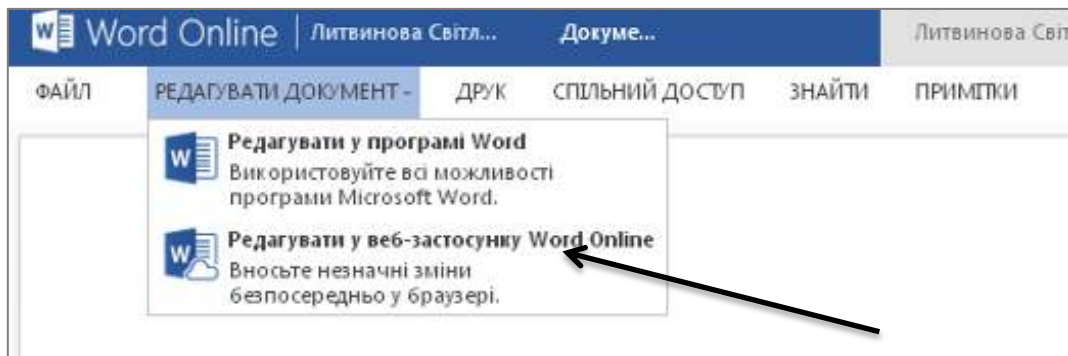 Word Online | Литвинова Світл... Докуме... Литвинова Світ
ФАЙЛ РЕДАГУВАТИ ДОКУМЕНТ ДРУК СПІЛЬНИЙ ДОСТУП ЗНАЙТИ ПРИМІТКИ
Редагувати у програмі Word
Використовуйте всі можливості
програми Microsoft Word.
Редагувати у веб-застосунку Word Online
Вносьте незначні зміни
безпосередньо у браузері.